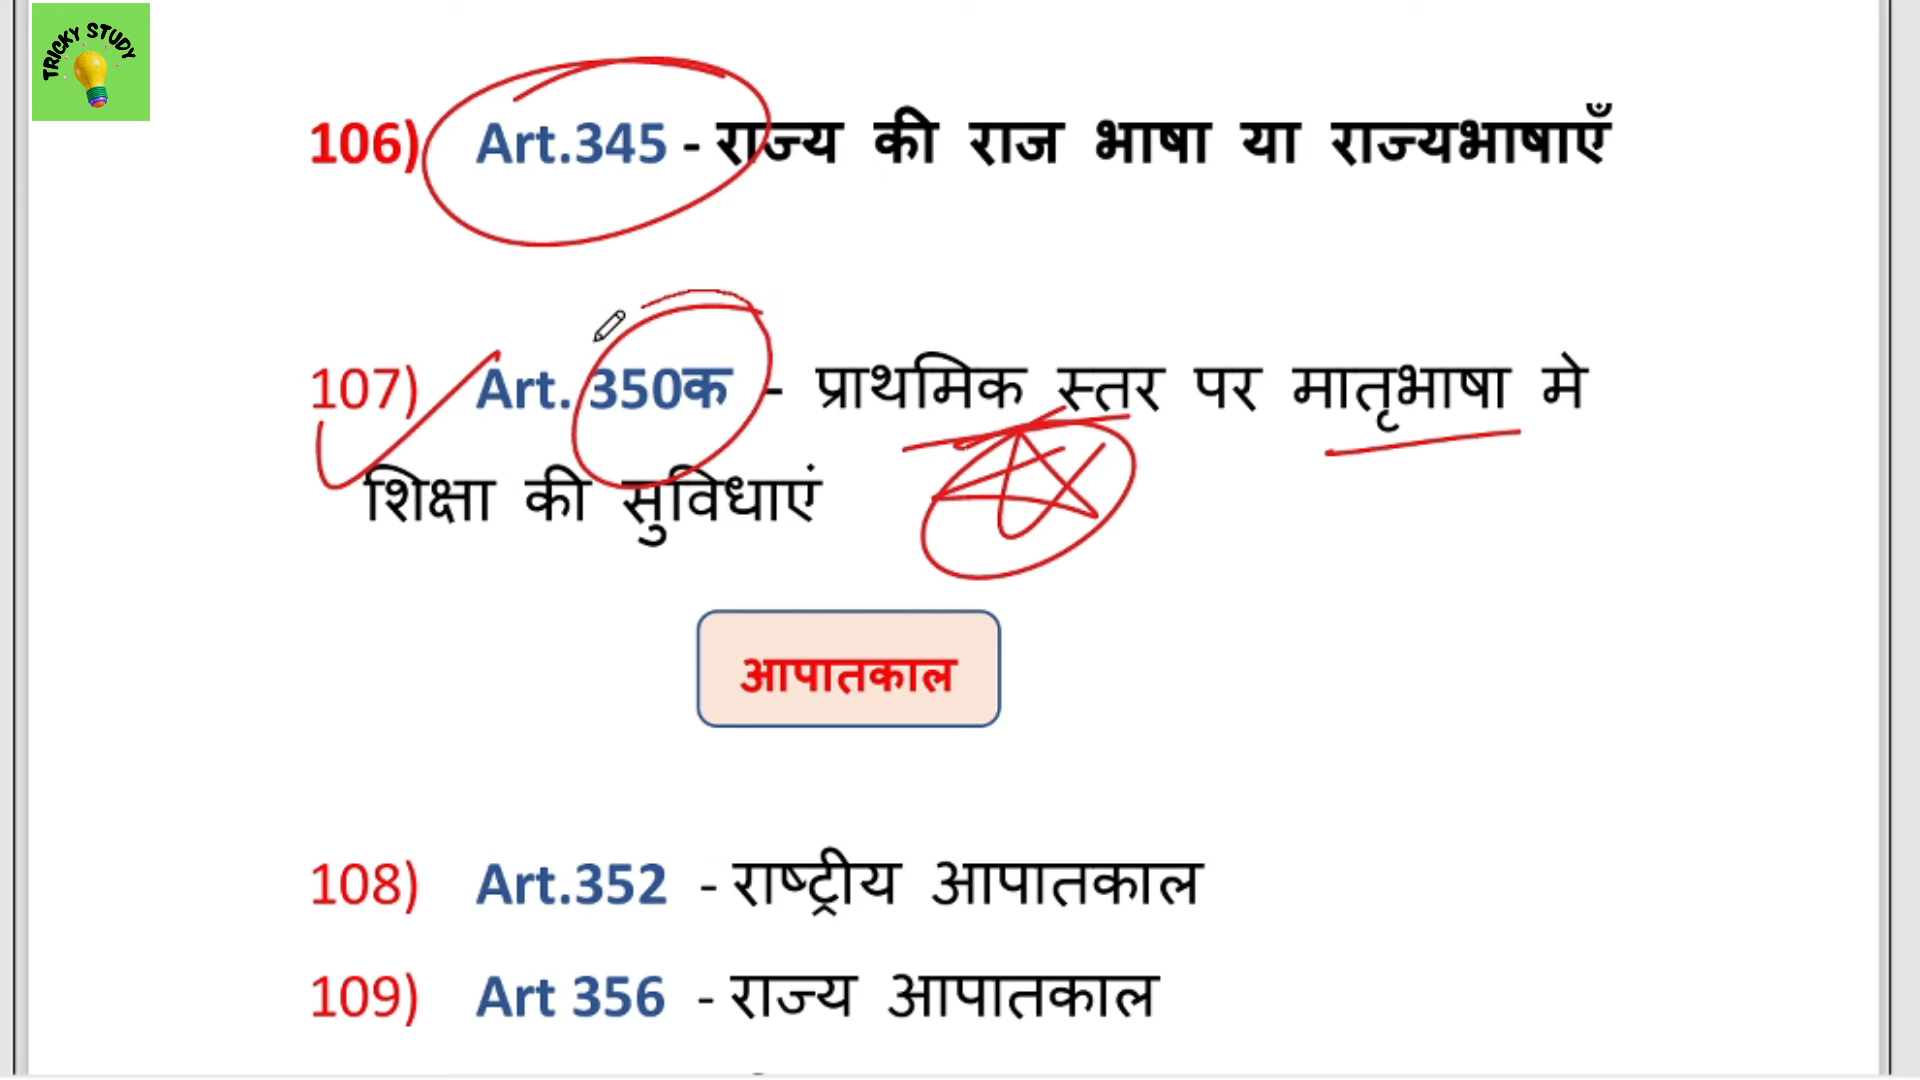 TRICKY STUDY
106) Art.345 - राज्य की राज भाषा या राज्यभाषाएँ
107) Art. 350क - प्राथमिक स्तर पर मातृभाषा मे
शिक्षा की सुविधाएं
आपातकाल
108) Art.352 - राष्ट्रीय आपातकाल
109) Art 356 - राज्य आपातकाल